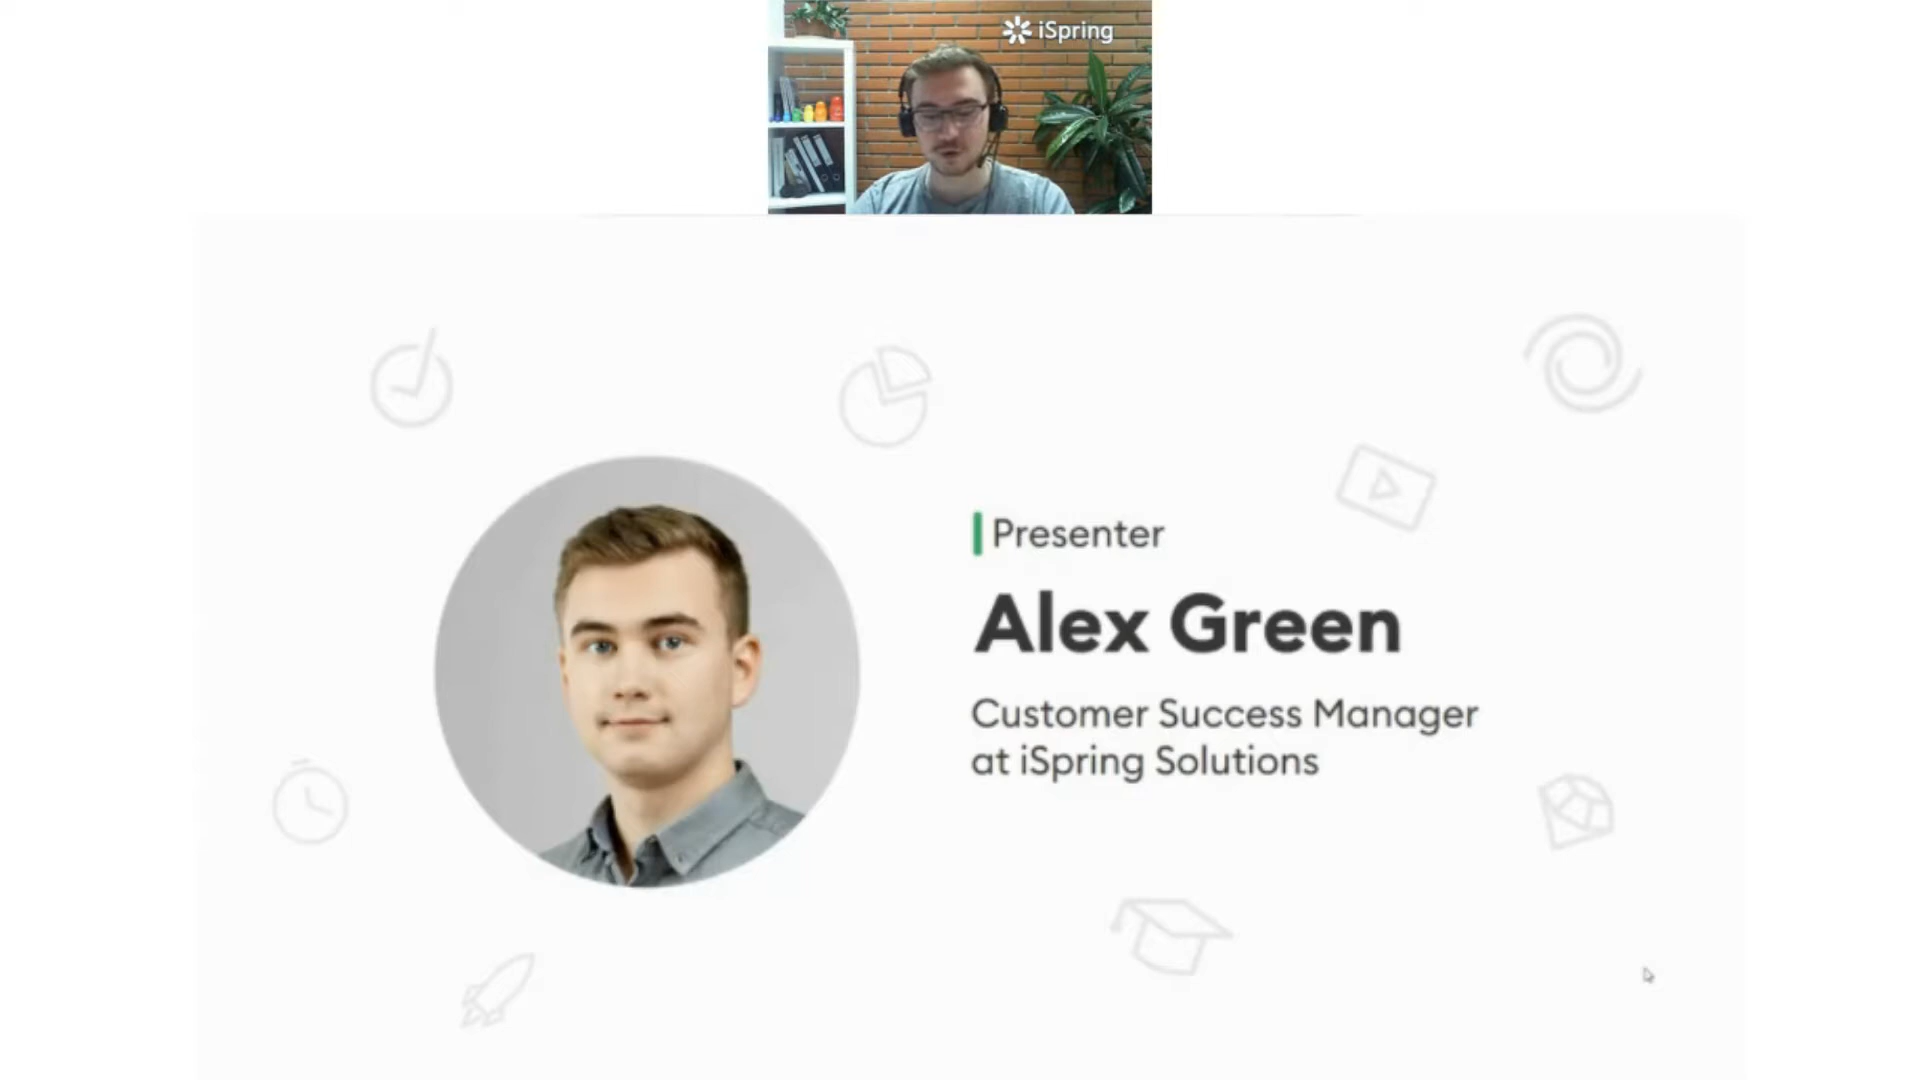 iSpring
Presenter
Alex Green
Customer Success Manager
at iSpring Solutions